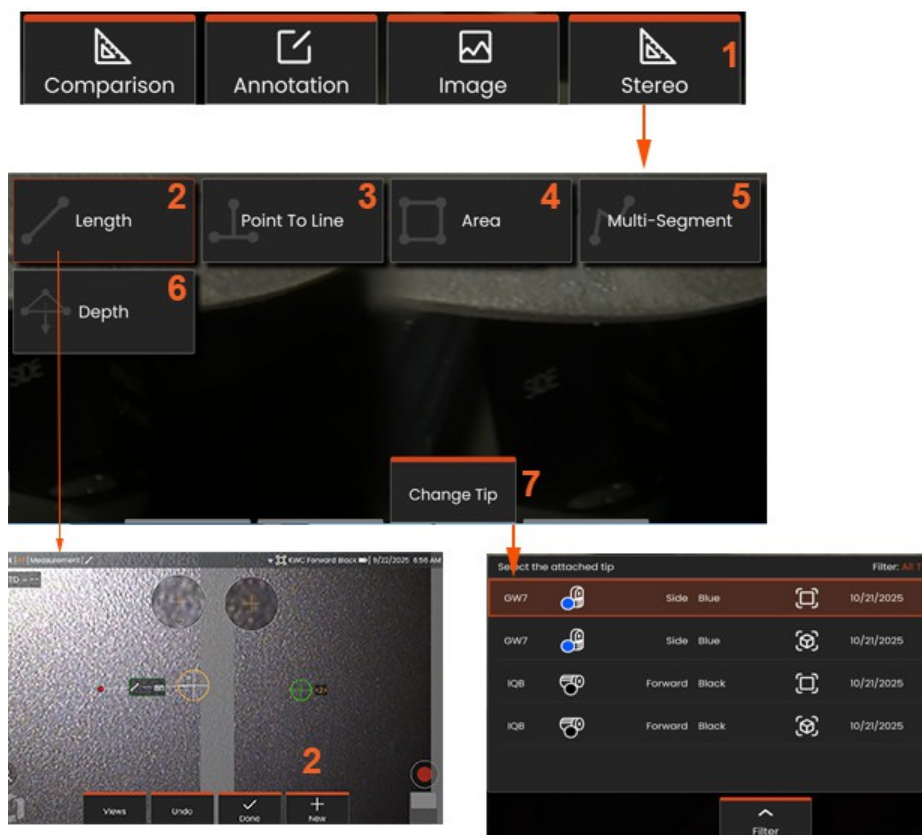 Comparison
Annotation
Image
Stereo
1
Length
2
Point To Line
3
Area
4
Multi-Segment
5
Depth
6
SIDE
SIDE
Change Tip
7
Measurement
KWC Forward Black 9/22/2025 6:56 AM
2
Views
Undo
Done
New
Select the attached tip Filter: All T
GW7 Side Blue 10/21/2025
GW7 Side Blue 10/21/2025
IQB Forward Black 10/21/2025
IQB Forward Black 10/21/2025
Filter